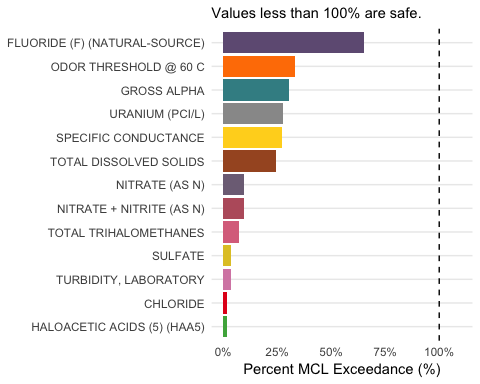 Values less than 100% are safe.
FLUORIDE (F) (NATURAL-SOURCE)
ODOR THRESHOLD @ 60 C
GROSS ALPHA
URANIUM (PCI/L)
SPECIFIC CONDUCTANCE
TOTAL DISSOLVED SOLIDS
NITRATE (AS N)
NITRATE + NITRITE (AS N)
TOTAL TRIHALOMETHANES
SULFATE
TURBIDITY, LABORATORY
CHLORIDE
HALOACETIC ACIDS (5) (HAA5)
0% 25% 50% 75% 100%
Percent MCL Exceedance (%)